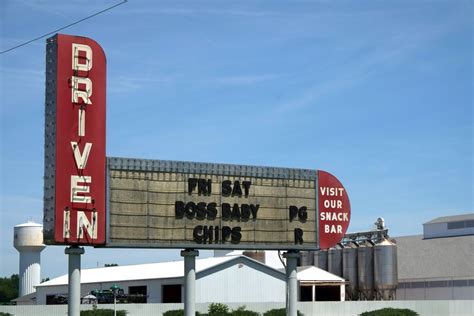 DRIVE IN
FRI SAT
BOSS BABY PG
CHIPS R
VISIT
OUR
SNACK
BAR